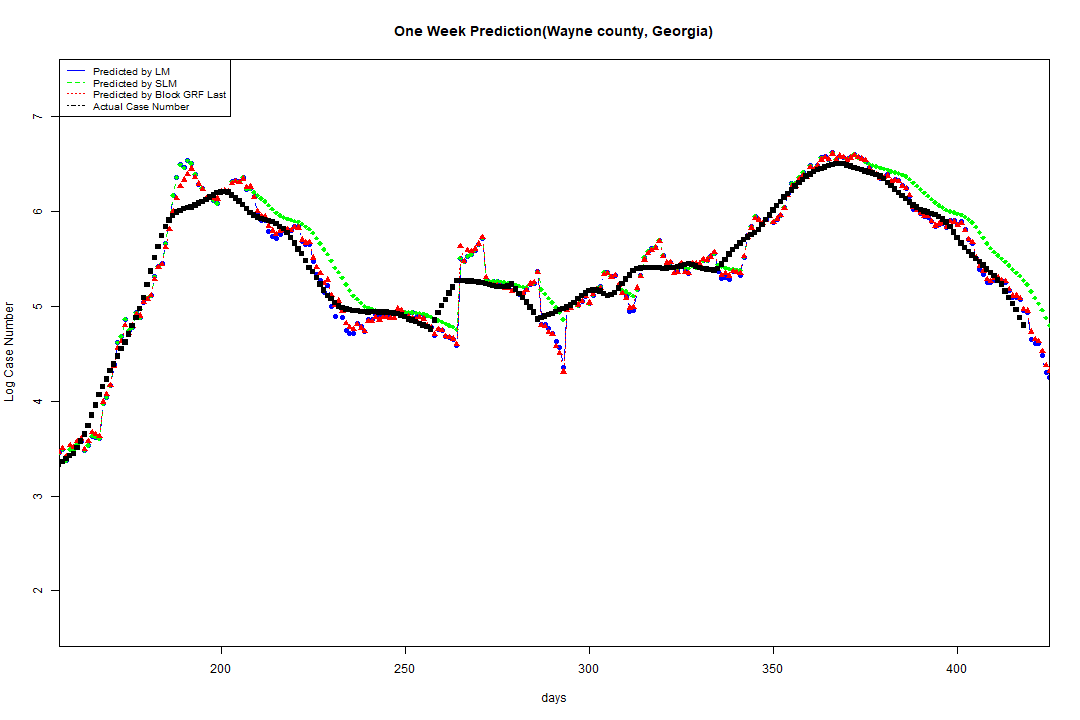 One Week Prediction(Wayne county, Georgia)
Predicted by LM
Predicted by SLM
Predicted by Block GRF Last
Actual Case Number
7
6
5
4
3
2
Log Case Number
200 250 300 350 400
days